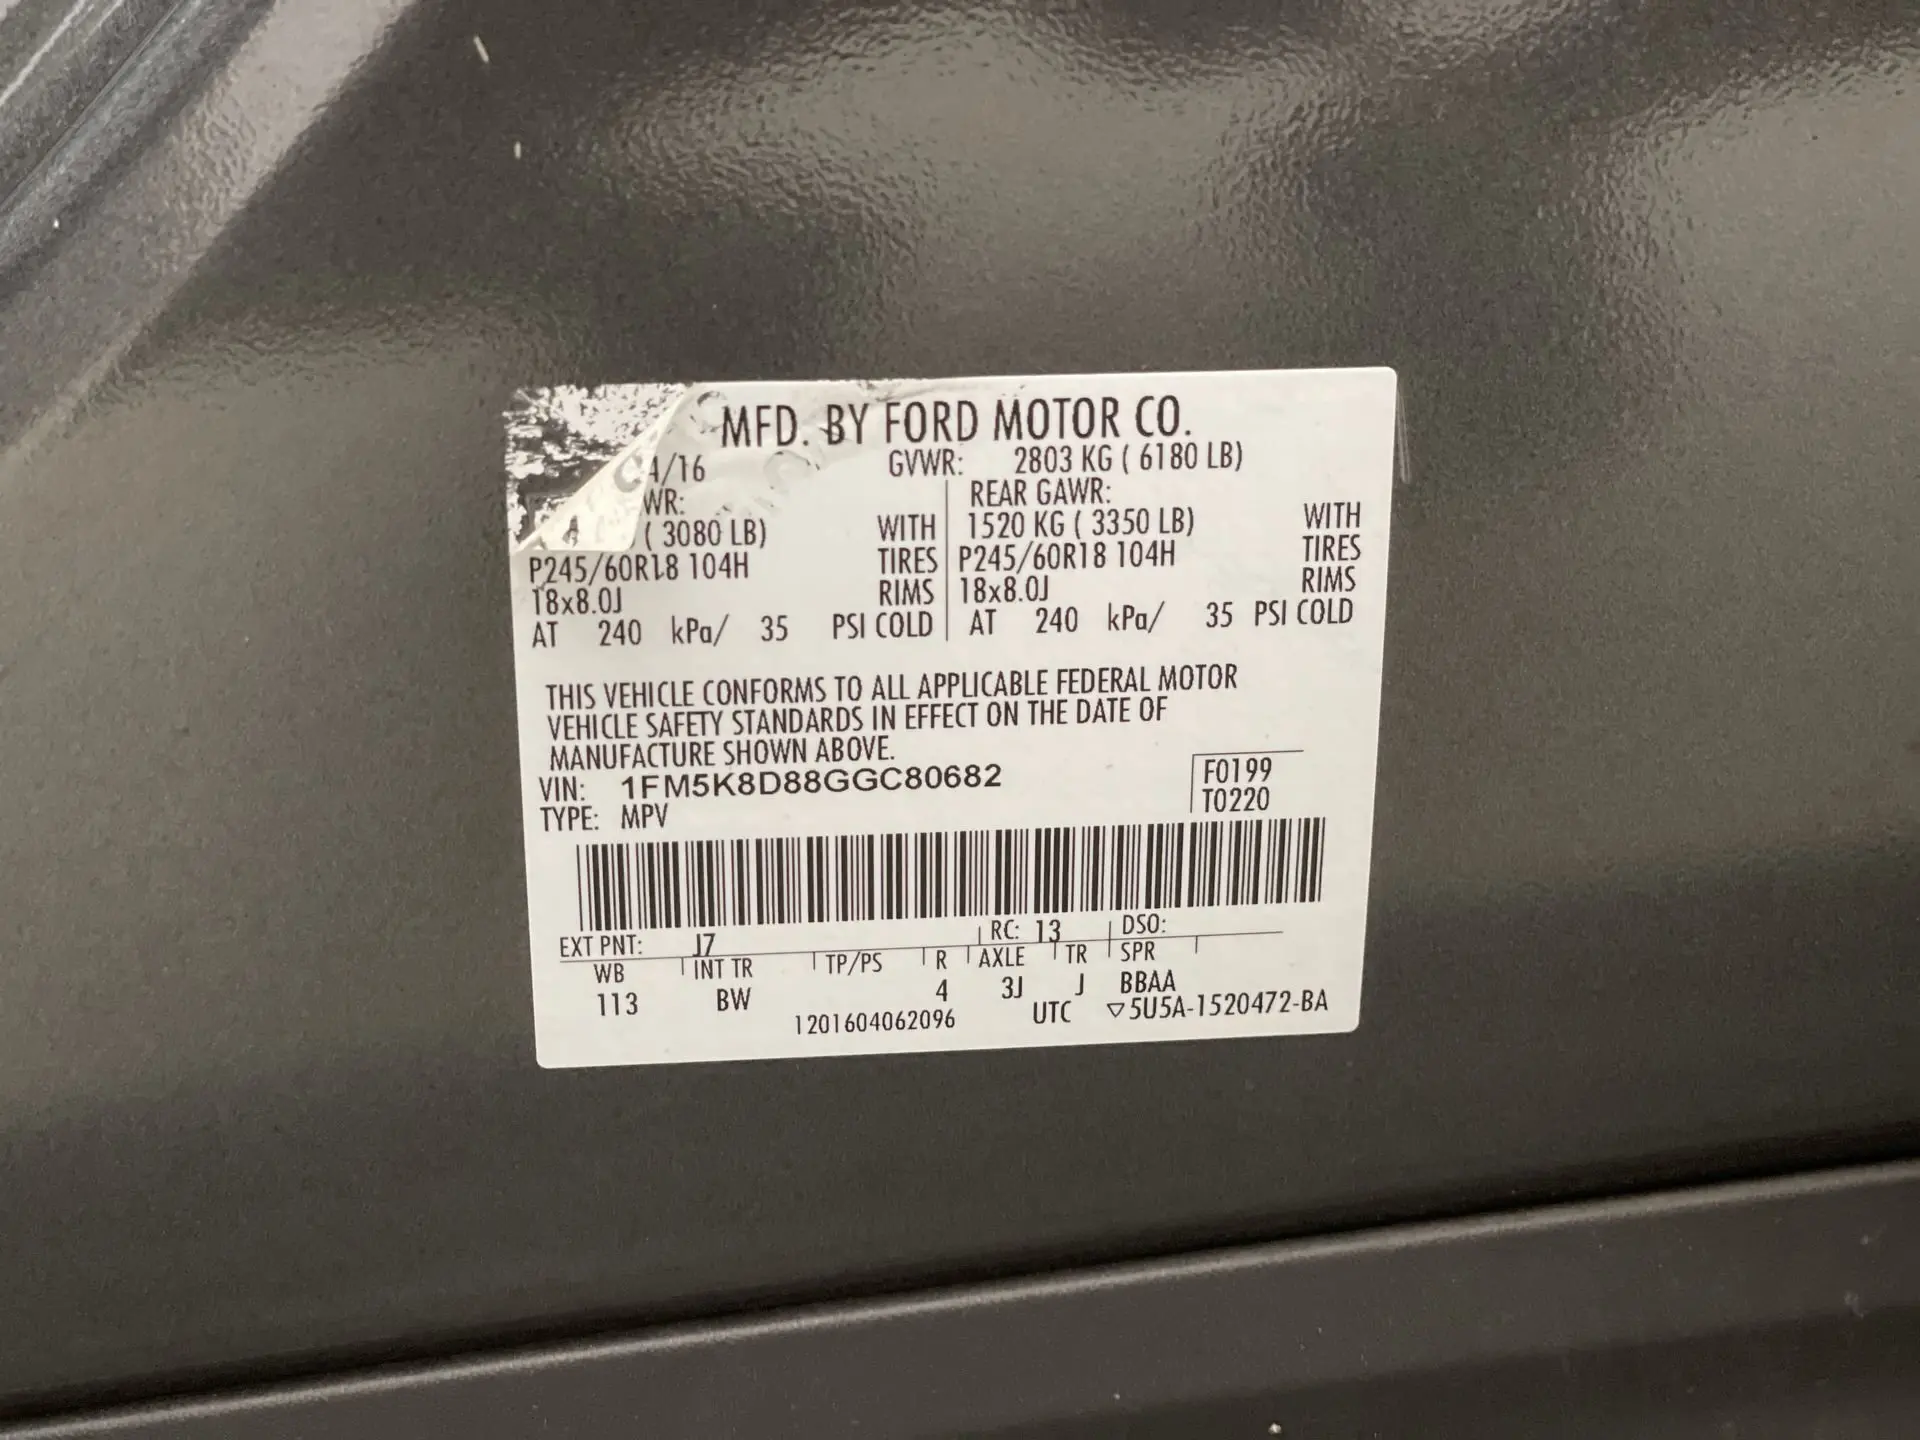 MFD. BY FORD MOTOR CO.
4/16 GVWR: 2803 KG ( 6180 LB)
WR: REAR GAWR:
( 3080 LB) WITH 1520 KG ( 3350 LB) WITH
P245/60R18 104H TIRES P245/60R18 104H TIRES
18x8.0J RIMS 18x8.0J RIMS
AT 240 kPa/ 35 PSI COLD AT 240 kPa/ 35 PSI COLD
THIS VEHICLE CONFORMS TO ALL APPLICABLE FEDERAL MOTOR
VEHICLE SAFETY STANDARDS IN EFFECT ON THE DATE OF
MANUFACTURE SHOWN ABOVE.
VIN: 1FM5K8D88GGC80682 F0199
TYPE: MPV T0220
EXT PNT: J7 RC: 13 DSO:
WB INT TR TP/PS R AXLE TR SPR
113 BW 4 3J J BBAA
1201604062096 UTC ▽5U5A-1520472-BA